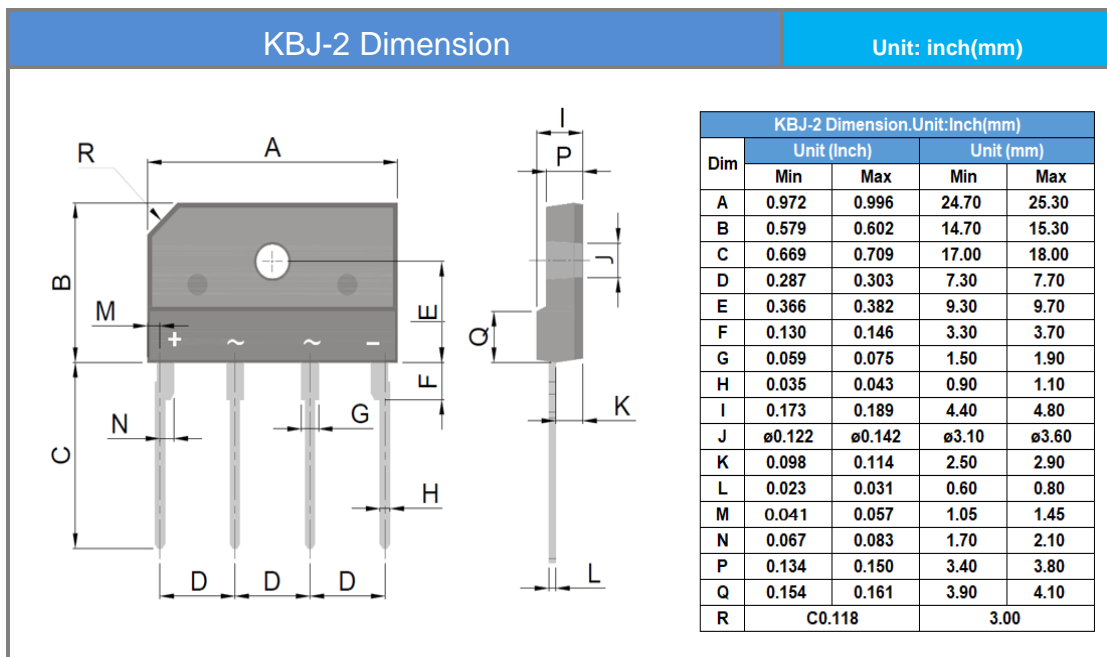 KBJ-2 Dimension
Unit: inch(mm)
R
A
B
M
E
+ ~ ~ −
F
N
G
C
H
D D D
I
P
J
Q
K
L
KBJ-2 Dimension.Unit:Inch(mm)
Dim Unit (Inch) Unit (mm)
Min Max Min Max
A 0.972 0.996 24.70 25.30
B 0.579 0.602 14.70 15.30
C 0.669 0.709 17.00 18.00
D 0.287 0.303 7.30 7.70
E 0.366 0.382 9.30 9.70
F 0.130 0.146 3.30 3.70
G 0.059 0.075 1.50 1.90
H 0.035 0.043 0.90 1.10
I 0.173 0.189 4.40 4.80
J ø0.122 ø0.142 ø3.10 ø3.60
K 0.098 0.114 2.50 2.90
L 0.023 0.031 0.60 0.80
M 0.041 0.057 1.05 1.45
N 0.067 0.083 1.70 2.10
P 0.134 0.150 3.40 3.80
Q 0.154 0.161 3.90 4.10
R C0.118 3.00